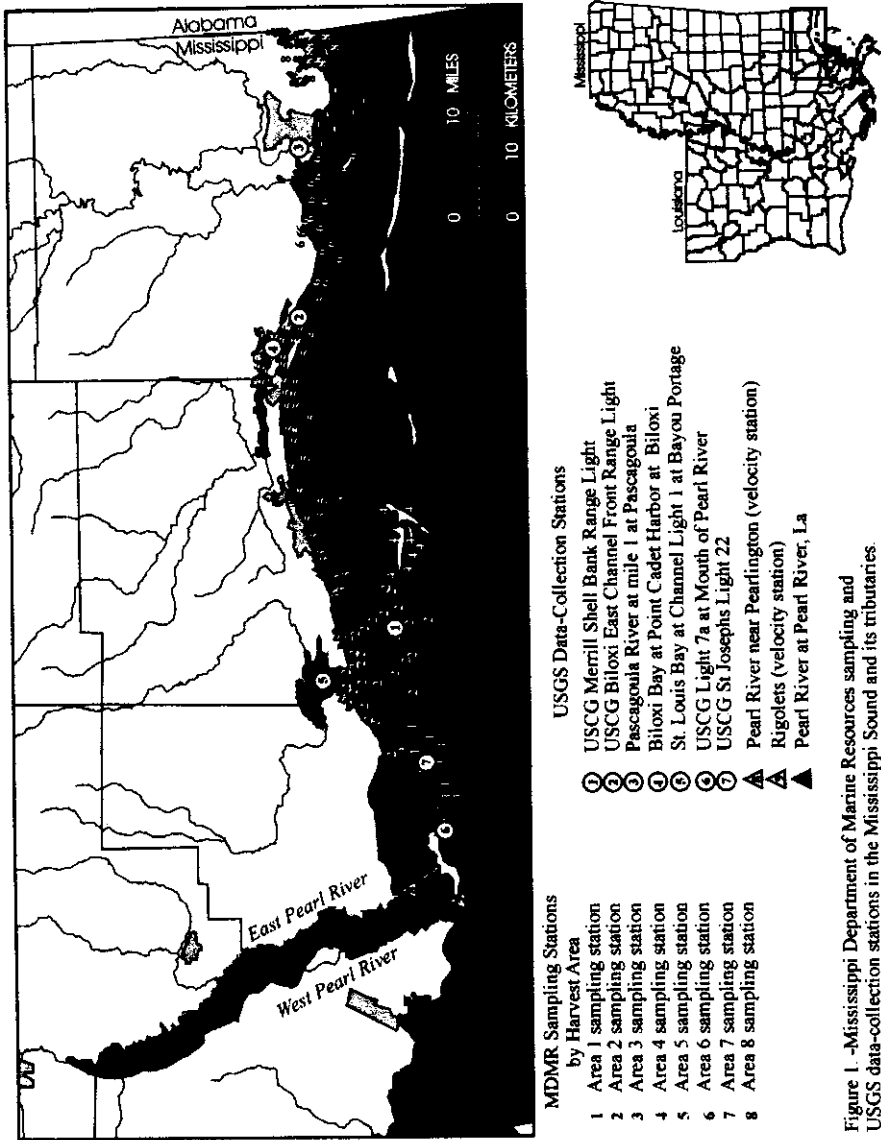 Alabama
Mississippi
0 10 MILES
0 10 KILOMETERS
East Pearl River
West Pearl River
3
2
4
5
1
7
6
Mississippi
Louisiana
MDMR Sampling Stations
by Harvest Area
1 Area 1 sampling station
2 Area 2 sampling station
3 Area 3 sampling station
4 Area 4 sampling station
5 Area 5 sampling station
6 Area 6 sampling station
7 Area 7 sampling station
8 Area 8 sampling station
USGS Data-Collection Stations
1 USCG Merrill Shell Bank Range Light
2 USCG Biloxi East Channel Front Range Light
3 Pascagoula River at mile 1 at Pascagoula
4 Biloxi Bay at Point Cadet Harbor at Biloxi
5 St. Louis Bay at Channel Light 1 at Bayou Portage
6 USCG Light 7a at Mouth of Pearl River
7 USCG St Josephs Light 22
Pearl River near Pearlington (velocity station)
Rigolets (velocity station)
Pearl River at Pearl River, La
Figure 1. -Mississippi Department of Marine Resources sampling and
USGS data-collection stations in the Mississippi Sound and its tributaries.